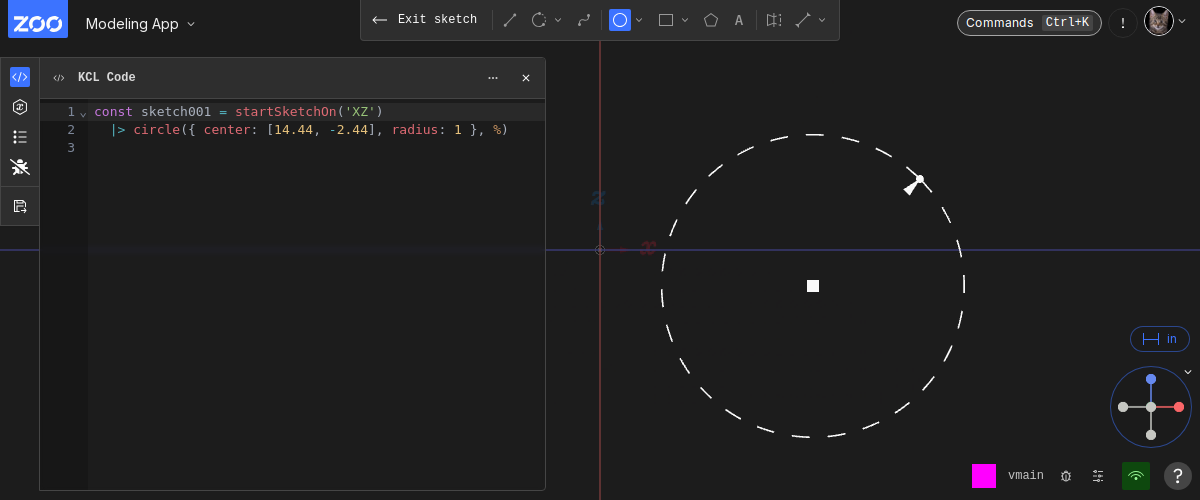 ZOO Modeling App
Exit sketch
A
Commands Ctrl+K !
</> KCL Code ... ×
1 const sketch001 = startSketchOn('XZ')
2 |> circle({ center: [14.44, -2.44], radius: 1 }, %)
3
z
x
in
vmain
?